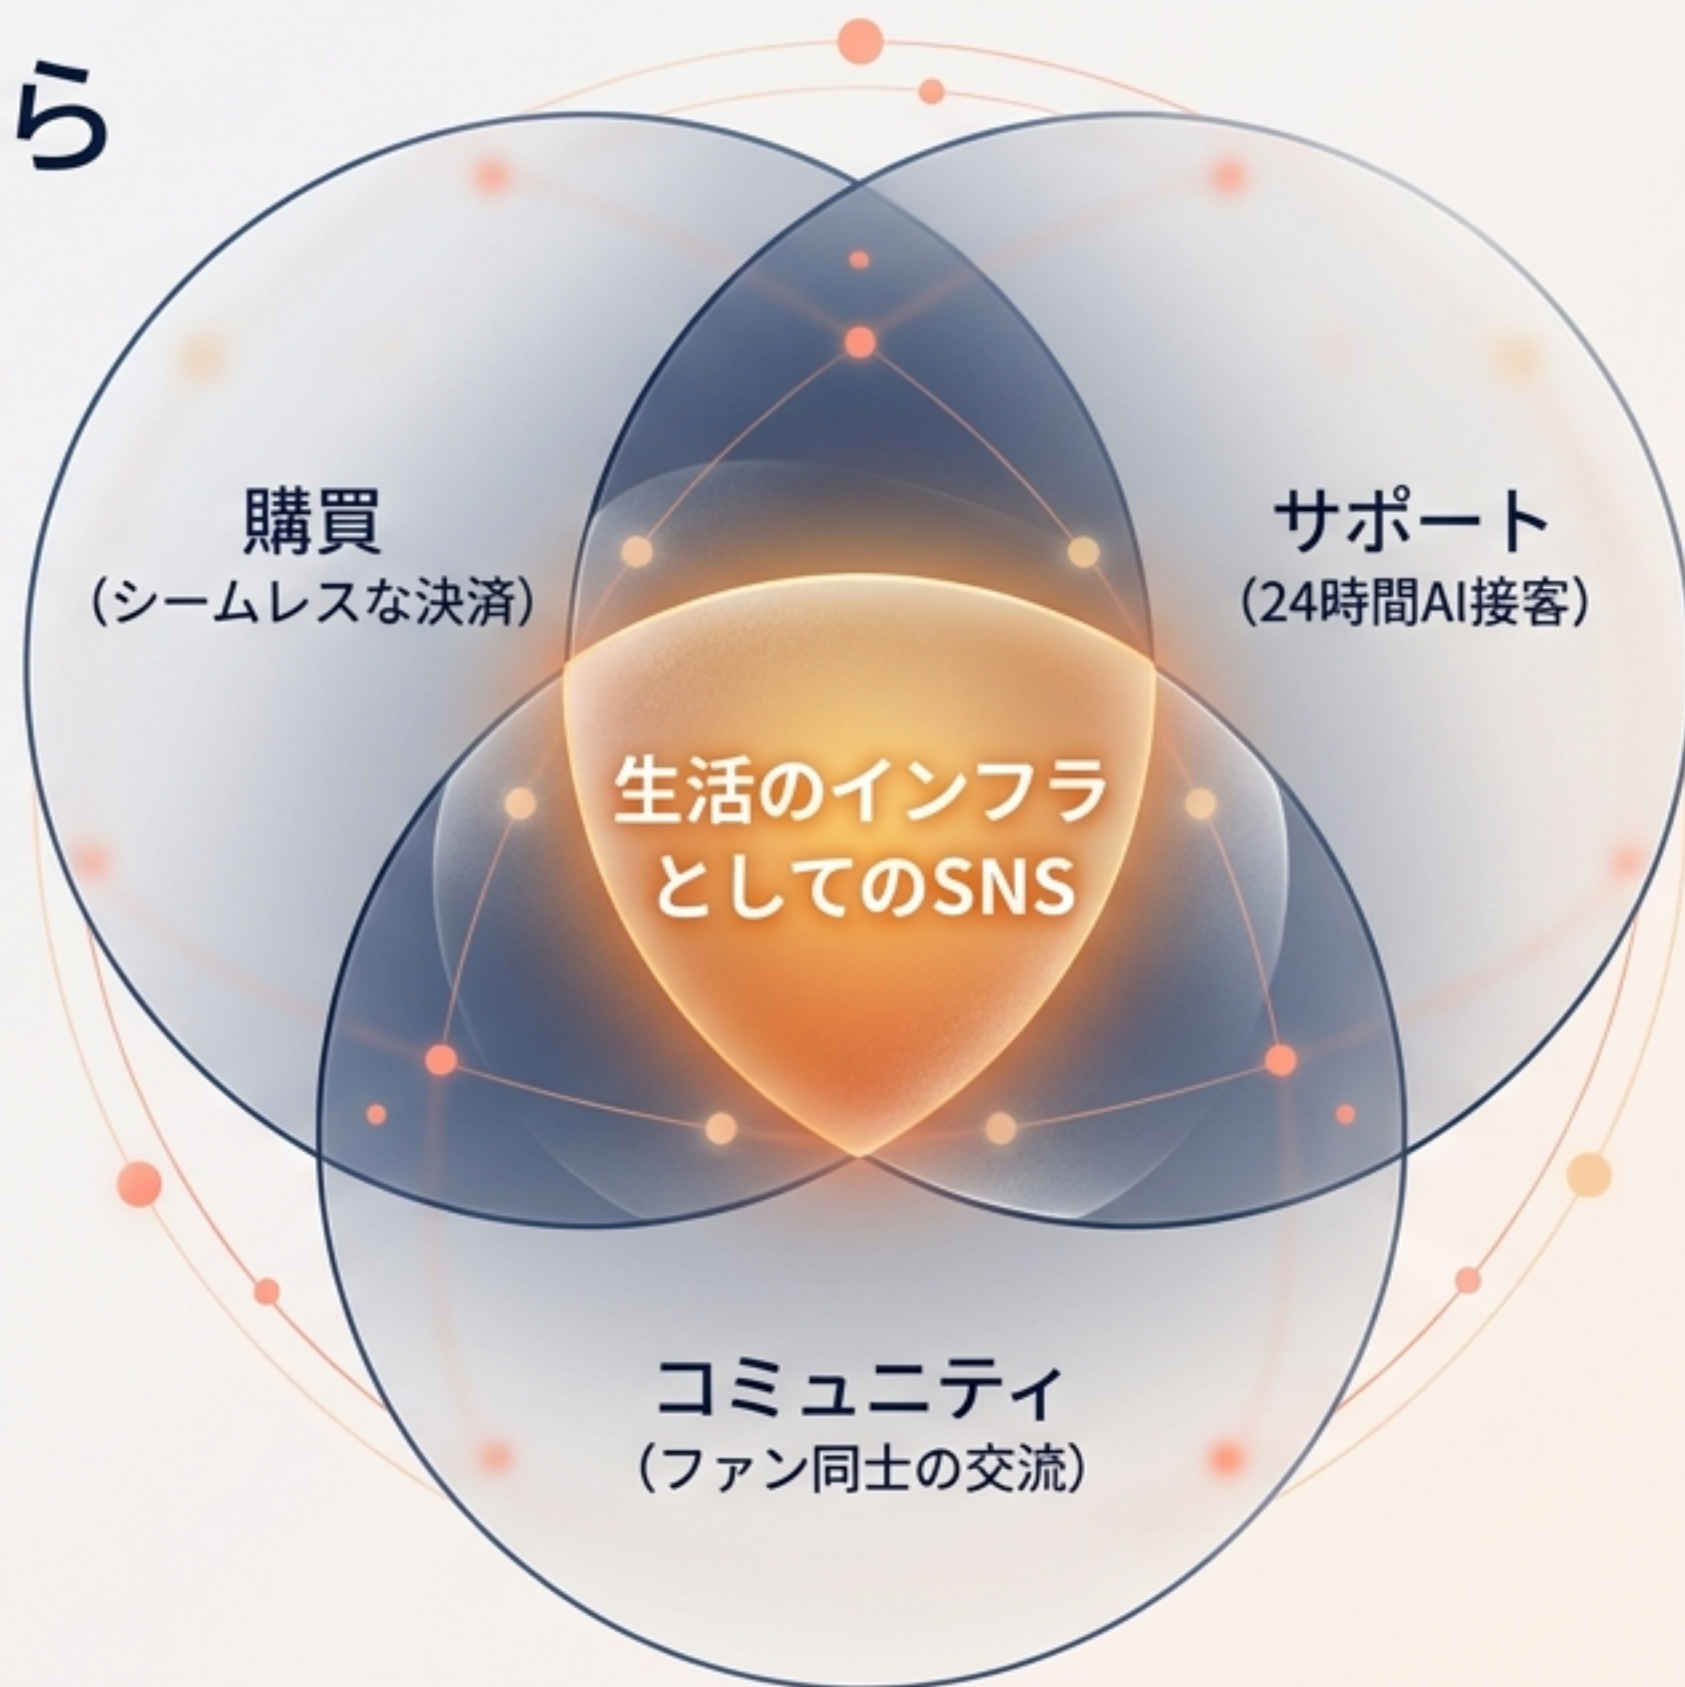 ら
購買
（シームレスな決済）
サポート
（24時間AI接客）
生活のインフラ
としてのSNS
コミュニティ
（ファン同士の交流）